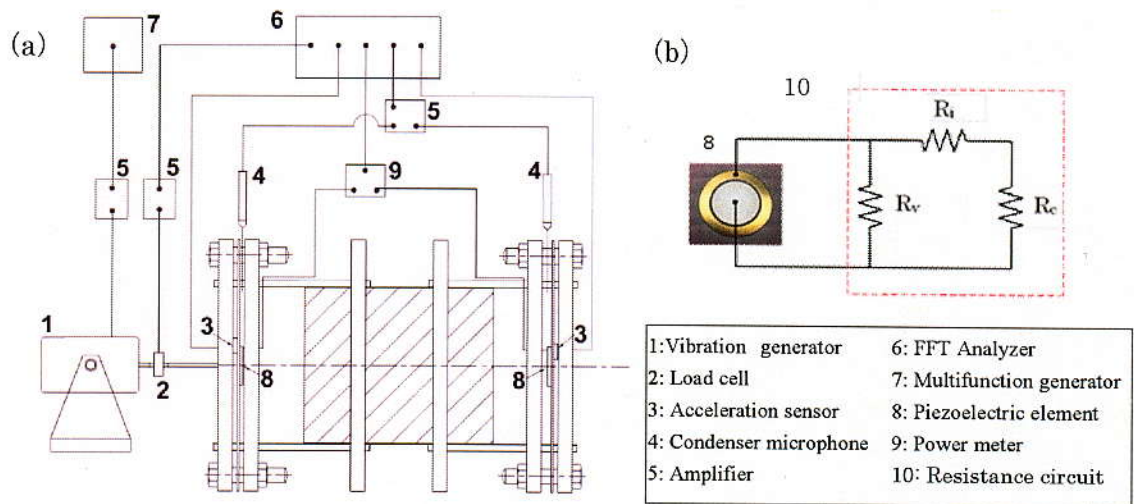 (a)
7
6
5
5
5
4
9
4
1
3
2
8
8
3
(b)
10
8
Rᵢ
Rᵥ
R꜀
1:Vibration generator
2: Load cell
3: Acceleration sensor
4: Condenser microphone
5: Amplifier
6: FFT Analyzer
7: Multifunction generator
8: Piezoelectric element
9: Power meter
10: Resistance circuit